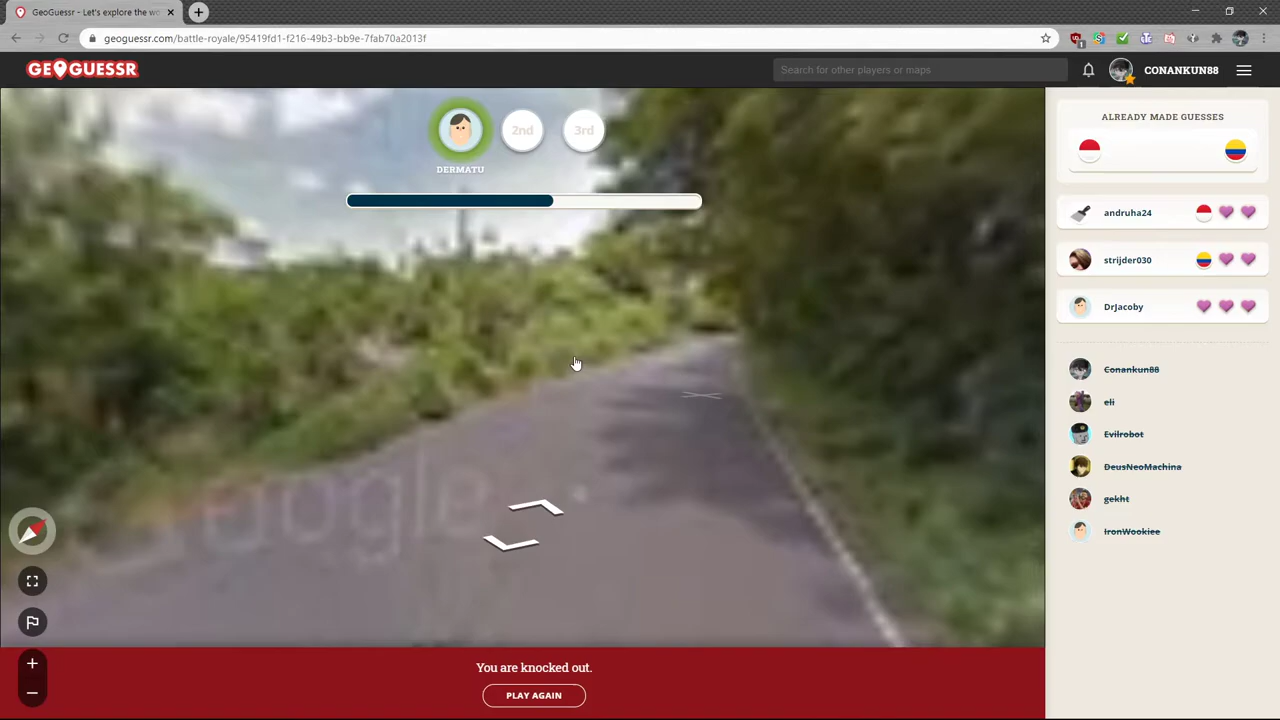 GeoGuessr - Let's explore the wo
geoguessr.com/battle-royale/95419fd1-f216-49b3-bb9e-7fab70a2013f
GEOGUESSR
Search for other players or maps
CONANKUN88
2nd
3rd
DERMATU
ALREADY MADE GUESSES
andruha24
strijder030
DrJacoby
Conankun88
eli
Evilrobot
DeusNeoMachina
gekht
IronWookiee
Google
You are knocked out.
PLAY AGAIN